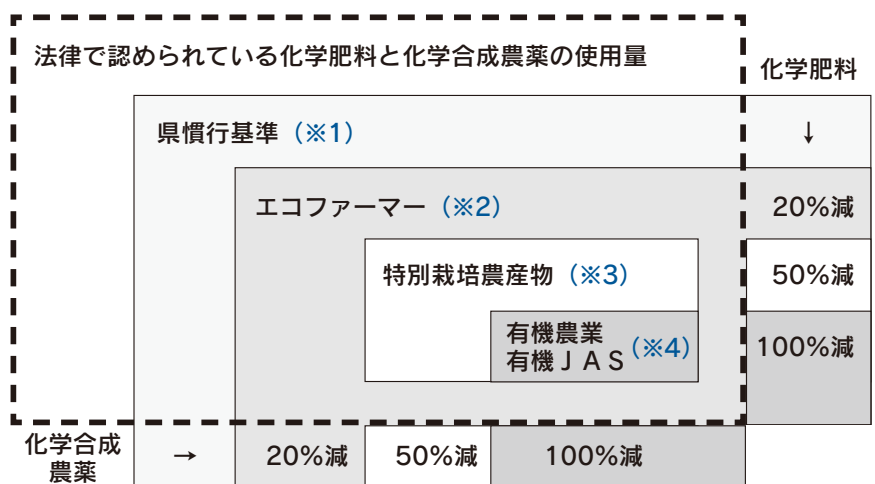 法律で認められている化学肥料と化学合成農薬の使用量
化学肥料
県慣行基準（※1）
↓
エコファーマー（※2）
20%減
特別栽培農産物（※3）
50%減
有機農業
有機ＪＡＳ（※4）
100%減
化学合成
農薬
→
20%減
50%減
100%減